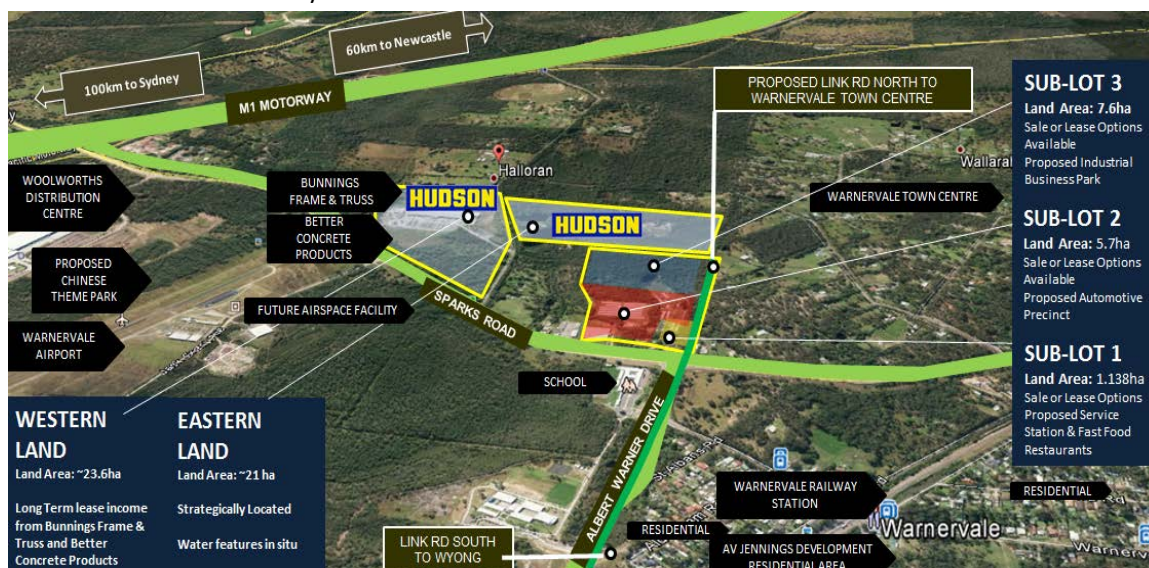 60km to Newcastle
100km to Sydney
M1 MOTORWAY
PROPOSED LINK RD NORTH TO
WARNERVALE TOWN CENTRE
SUB-LOT 3
Land Area: 7.6ha
Sale or Lease Options
Available
Proposed Industrial
Business Park
Halloran
Wallarah
WOOLWORTHS
DISTRIBUTION
CENTRE
BUNNINGS
FRAME & TRUSS
HUDSON
HUDSON
WARNERVALE TOWN CENTRE
BETTER
CONCRETE
PRODUCTS
SUB-LOT 2
Land Area: 5.7ha
Sale or Lease Options
Available
Proposed Automotive
Precinct
PROPOSED
CHINESE
THEME PARK
FUTURE AIRSPACE FACILITY
SPARKS ROAD
WARNERVALE
AIRPORT
SUB-LOT 1
Land Area: 1.138ha
Sale or Lease Options
Proposed Service
Station & Fast Food
Restaurants
SCHOOL
WESTERN
LAND
Land Area: ~23.6ha
Long Term lease income
from Bunnings Frame &
Truss and Better
Concrete Products
EASTERN
LAND
Land Area: ~21 ha
Strategically Located
Water features in situ
ALBERT WARNER DRIVE
St Albans Rd
WARNERVALE RAILWAY
STATION
RESIDENTIAL
RESIDENTIAL
Warnervale
LINK RD SOUTH
TO WYONG
AV JENNINGS DEVELOPMENT
RESIDENTIAL AREA